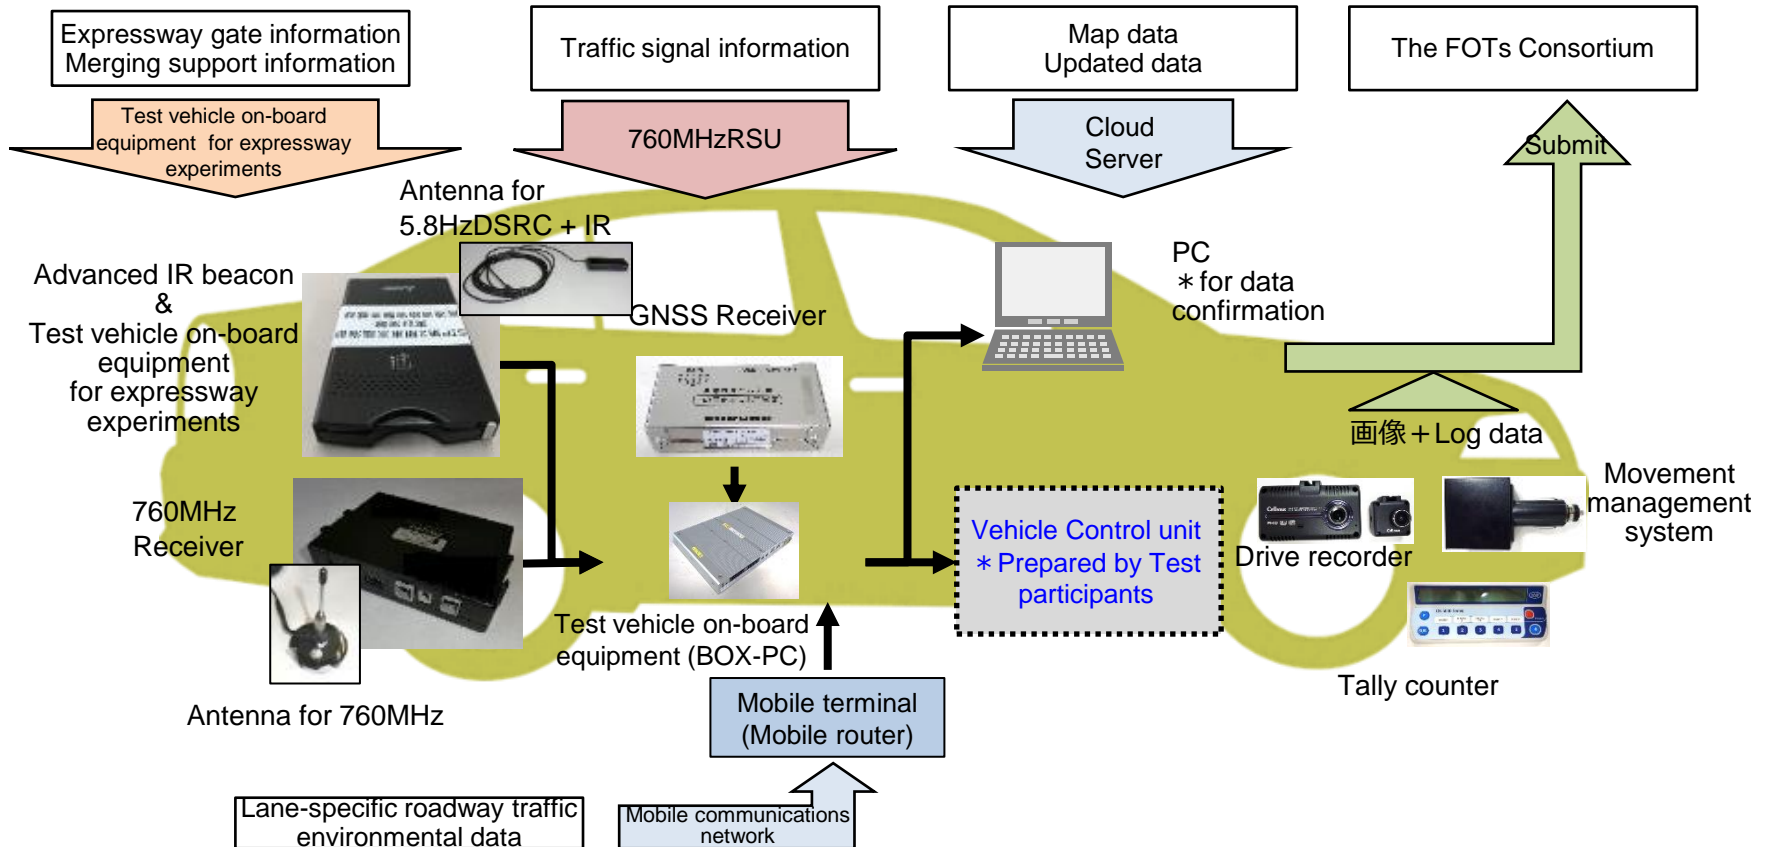 Expressway gate information
Merging support information
Traffic signal information
Map data
Updated data
The FOTs Consortium
Test vehicle on-board
equipment for expressway
experiments
760MHzRSU
Cloud
Server
Submit
Antenna for
5.8HzDSRC + IR
Advanced IR beacon
&
Test vehicle on-board
equipment
for expressway
experiments
GNSS Receiver
PC
＊for data
confirmation
画像＋Log data
760MHz
Receiver
Vehicle Control unit
＊Prepared by Test
participants
Drive recorder
Movement
management
system
Test vehicle on-board
equipment (BOX-PC)
Tally counter
Antenna for 760MHz
Mobile terminal
(Mobile router)
Lane-specific roadway traffic
environmental data
Mobile communications
network